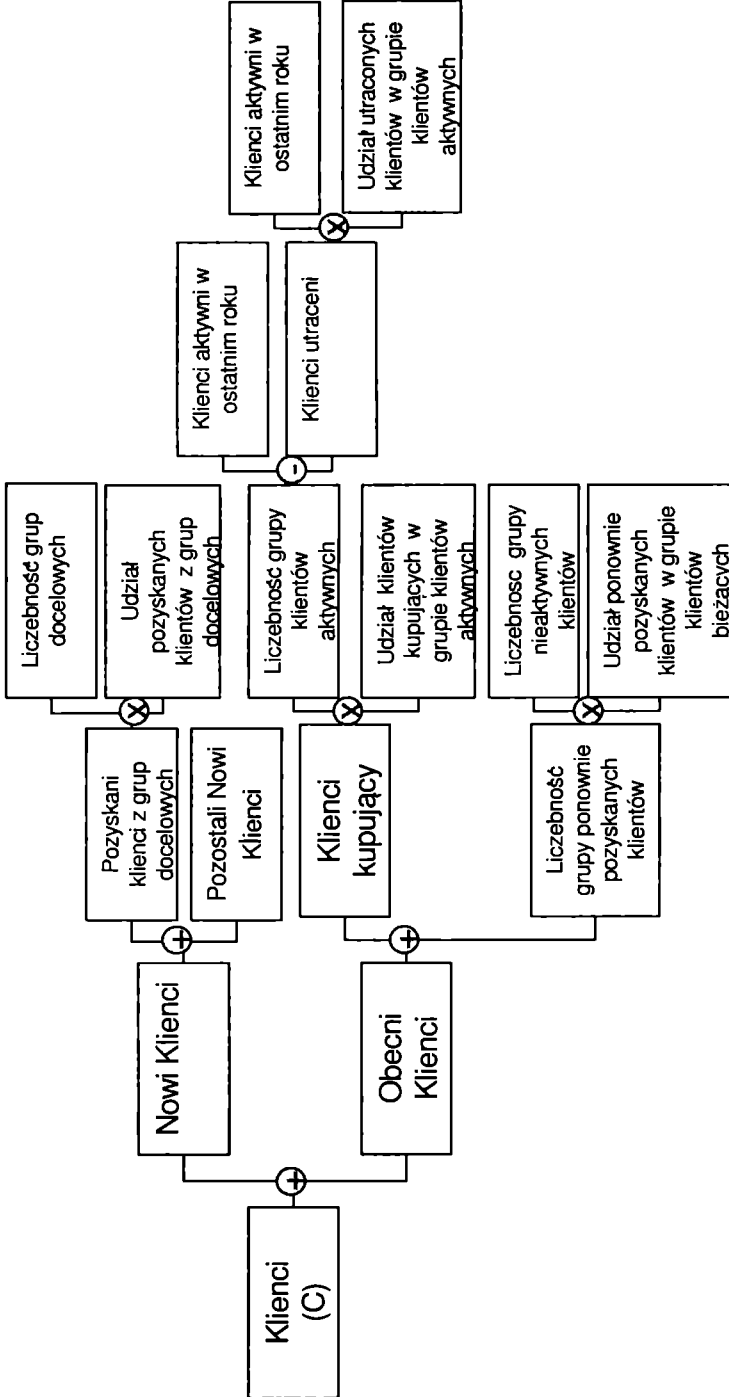 Klienci
(C)
Nowi Klienci
Obecni
Klienci
Pozyskani
klienci z grup
docelowych
Pozostali Nowi
Klienci
Klienci
kupujący
Liczebność
grupy ponownie
pozyskanych
klientów
Liczebność grup
docelowych
Udział
pozyskanych
klientów z grup
docelowych
Liczebność grupy
klientów
aktywnych
Udział klientów
kupujących w
grupie klientów
aktywnych
Liczebnosc grupy
nieaktywnych
klientów
Udział ponownie
pozyskanych
klientów w grupie
klientów
bieżących
Klienci aktywni w
ostatnim roku
Klienci utraceni
Klienci aktywni w
ostatnim roku
Udział utraconych
klientów w grupie
klientów
aktywnych
+
+
+
x
x
x
-
x